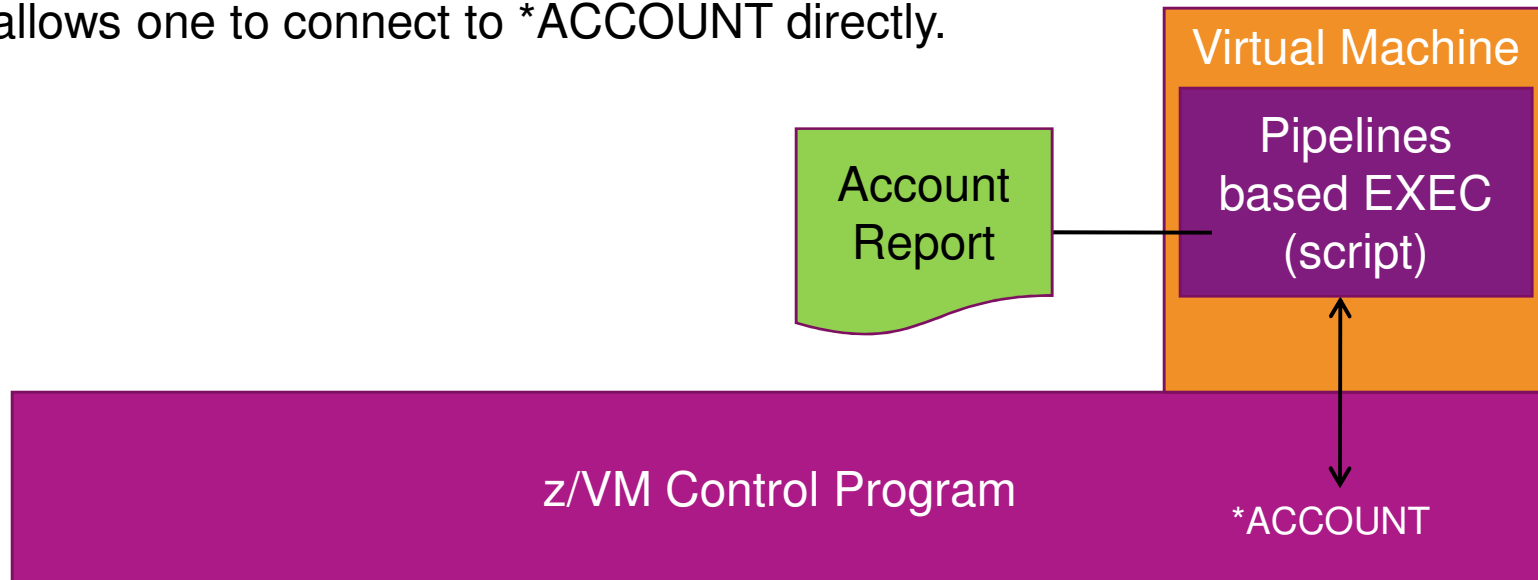 allows one to connect to *ACCOUNT directly.
Virtual Machine
Pipelines
based EXEC
(script)
Account
Report
z/VM Control Program
*ACCOUNT